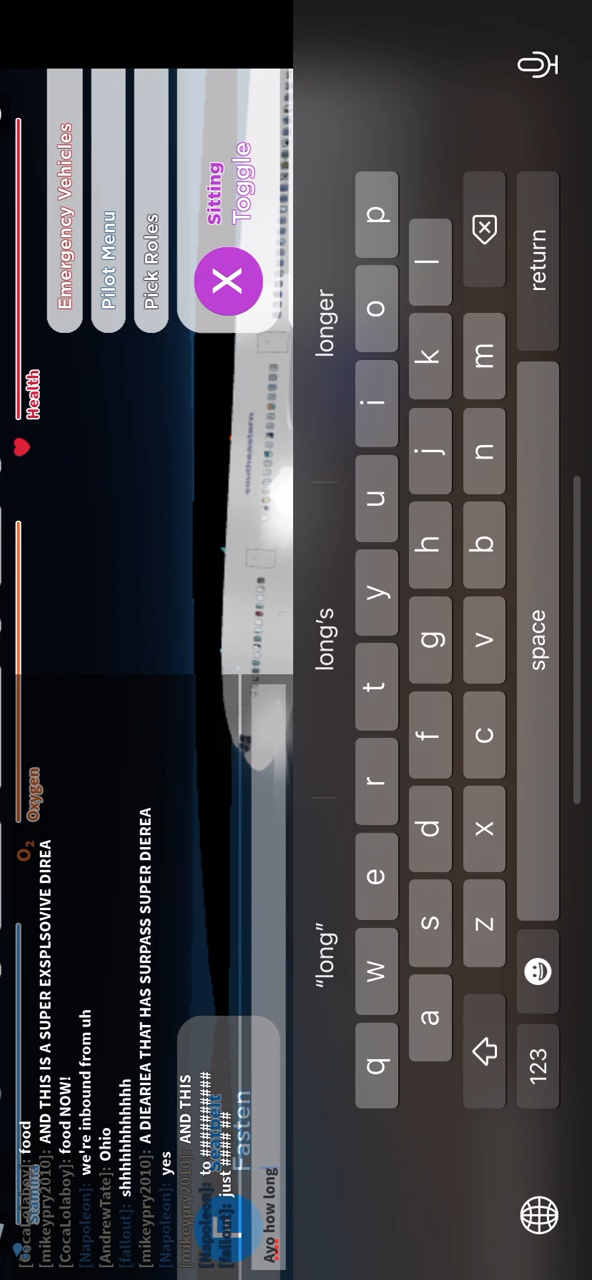 Stamina
O₂ Oxygen
Health
[CocaLolaboy]: food
[mikeypry2010]: AND THIS IS A SUPER EXSPLSOVIVE DIREA
[CocaLolaboy]: food NOW!
[Napoleon]: we're inbound from uh
[AndrewTate]: Ohio
[fallout]: shhhhhhhhhhhh
[mikeypry2010]: A DIEARIEA THAT HAS SURPASS SUPER DIEREA
[Napoleon]: yes
[mikeypry2010]: AND THIS
[Napoleon]: to ############
[fallout]: just #### ##
Ayo how long
F
Fasten
Seatbelt
Emergency Vehicles
Pilot Menu
Pick Roles
X
Sitting
Toggle
southeastern
“long” long's longer
q w e r t y u i o p
a s d f g h j k l
z x c v b n m
123 space return